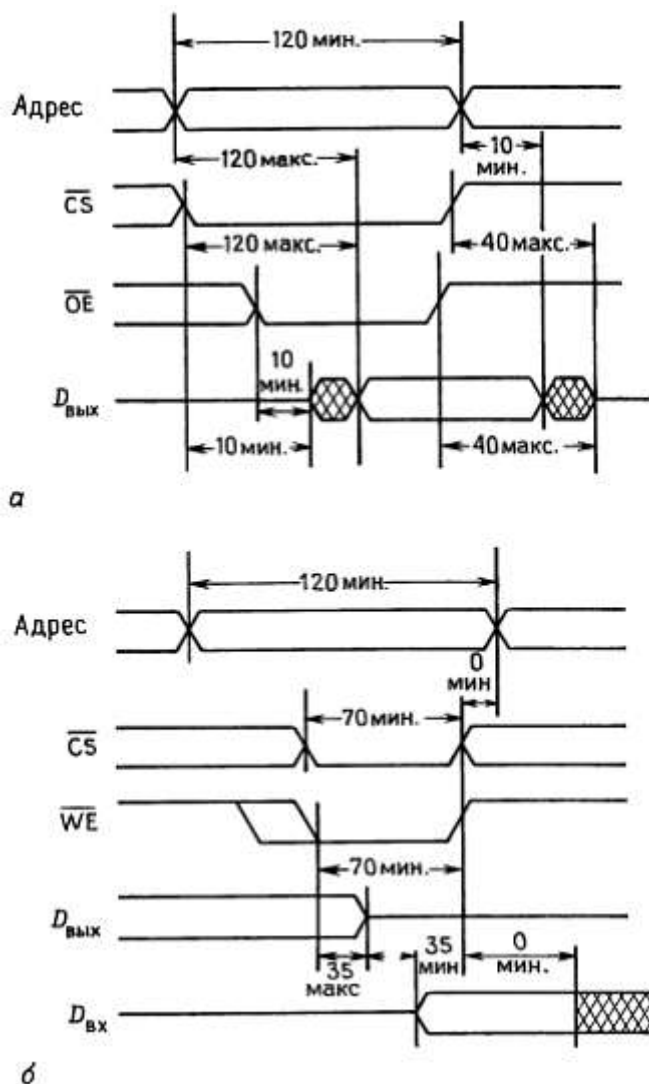 120 мин.
Адрес
120 макс.
10
мин.
CS
120 макс.
40 макс.
OE
10
мин.
Dвых
10 мин.
40 макс.
а
120 мин.
Адрес
0
мин
CS
70 мин.
WE
70 мин.
Dвых
35
макс
35
мин
0
мин.
Dвх
б